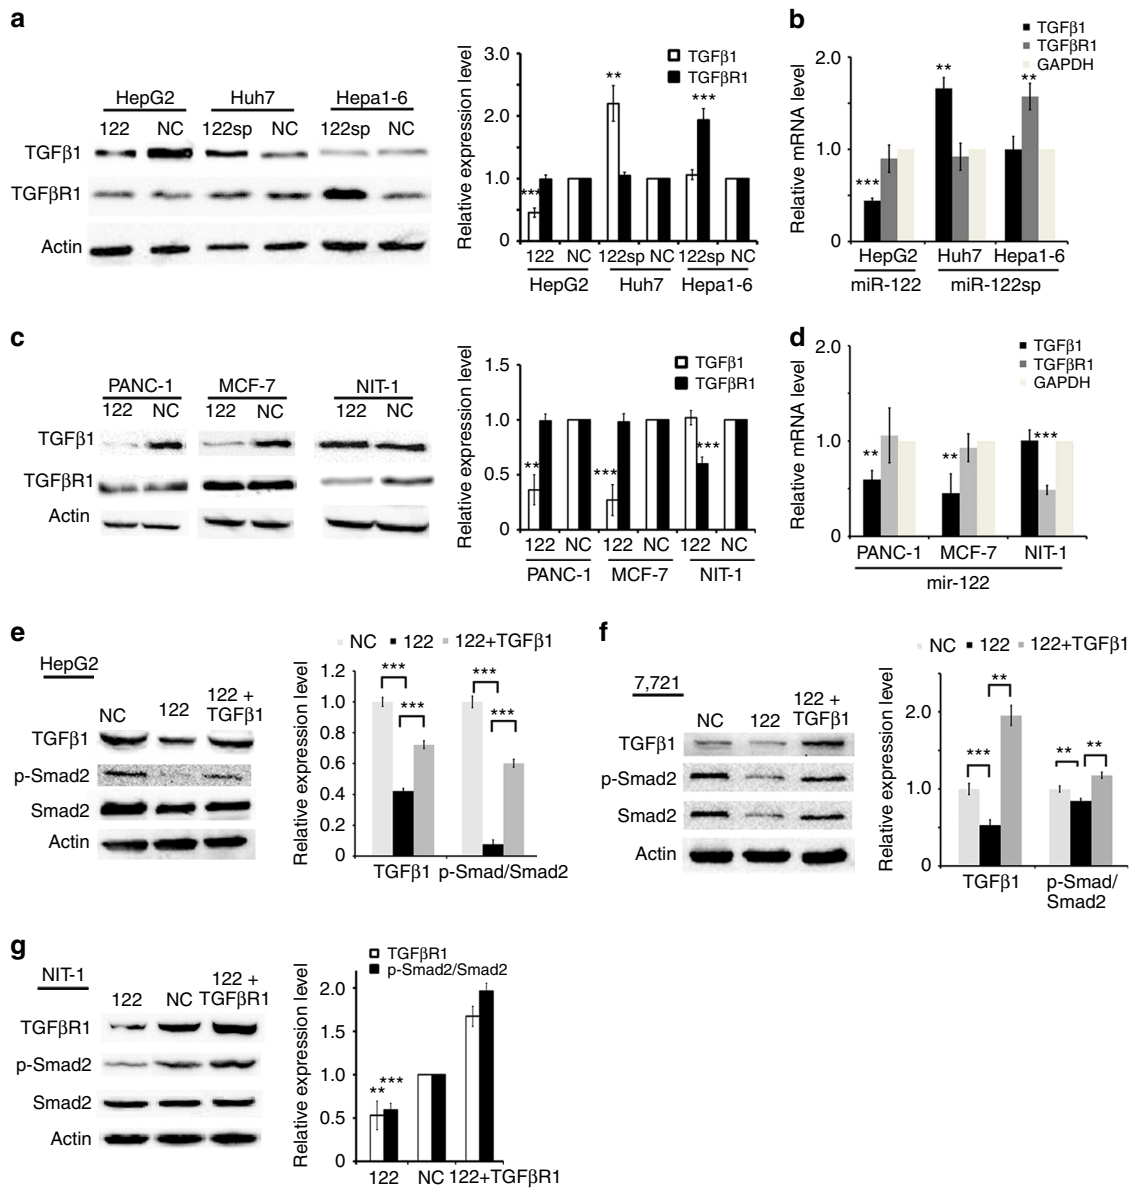 a
HepG2 Huh7 Hepa1-6
122 NC 122sp NC 122sp NC
TGFβ1
TGFβR1
Actin
Relative expression level
3.0
2.0
1.0
0
TGFβ1
TGFβR1
*** ** ***
122 NC 122sp NC 122sp NC
HepG2 Huh7 Hepa1-6
b
Relative mRNA level
2.0
1.0
0
TGFβ1
TGFβR1
GAPDH
*** ** **
HepG2 Huh7 Hepa1-6
miR-122 miR-122sp
c
PANC-1 MCF-7 NIT-1
122 NC 122 NC 122 NC
TGFβ1
TGFβR1
Actin
Relative expression level
1.5
1.0
0.5
0
TGFβ1
TGFβR1
** *** ***
122 NC 122 NC 122 NC
PANC-1 MCF-7 NIT-1
d
Relative mRNA level
2.0
1.0
0
TGFβ1
TGFβR1
GAPDH
** ** ***
PANC-1 MCF-7 NIT-1
mir-122
e
HepG2
NC 122 122 +
TGFβ1
TGFβ1
p-Smad2
Smad2
Actin
NC 122 122+TGFβ1
Relative expression level
1.2
1.0
0.8
0.6
0.4
0.2
0
*** ***
*** ***
TGFβ1 p-Smad/Smad2
f
7,721
NC 122 122 +
TGFβ1
TGFβ1
p-Smad2
Smad2
Actin
NC 122 122+TGFβ1
Relative expression level
2.0
1.0
0
**
*** ** **
TGFβ1 p-Smad/
Smad2
g
NIT-1
122 NC 122 +
TGFβR1
TGFβR1
p-Smad2
Smad2
Actin
TGFβR1
p-Smad2/Smad2
Relative expression level
2.0
1.5
1.0
0.5
0
** ***
122 NC 122+TGFβR1